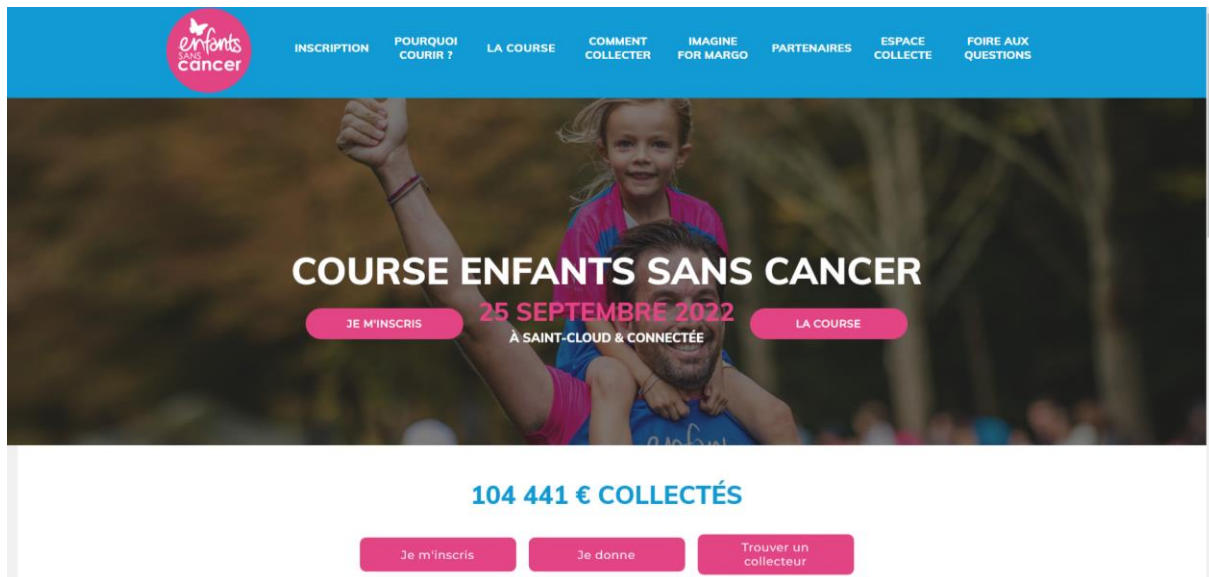 enfants
SANS
cancer
INSCRIPTION
POURQUOI
COURIR ?
LA COURSE
COMMENT
COLLECTER
IMAGINE
FOR MARGO
PARTENAIRES
ESPACE
COLLECTE
FOIRE AUX
QUESTIONS
COURSE ENFANTS SANS CANCER
25 SEPTEMBRE 2022
JE M'INSCRIS
À SAINT-CLOUD & CONNECTÉE
LA COURSE
104 441 € COLLECTÉS
Je m'inscris
Je donne
Trouver un
collecteur